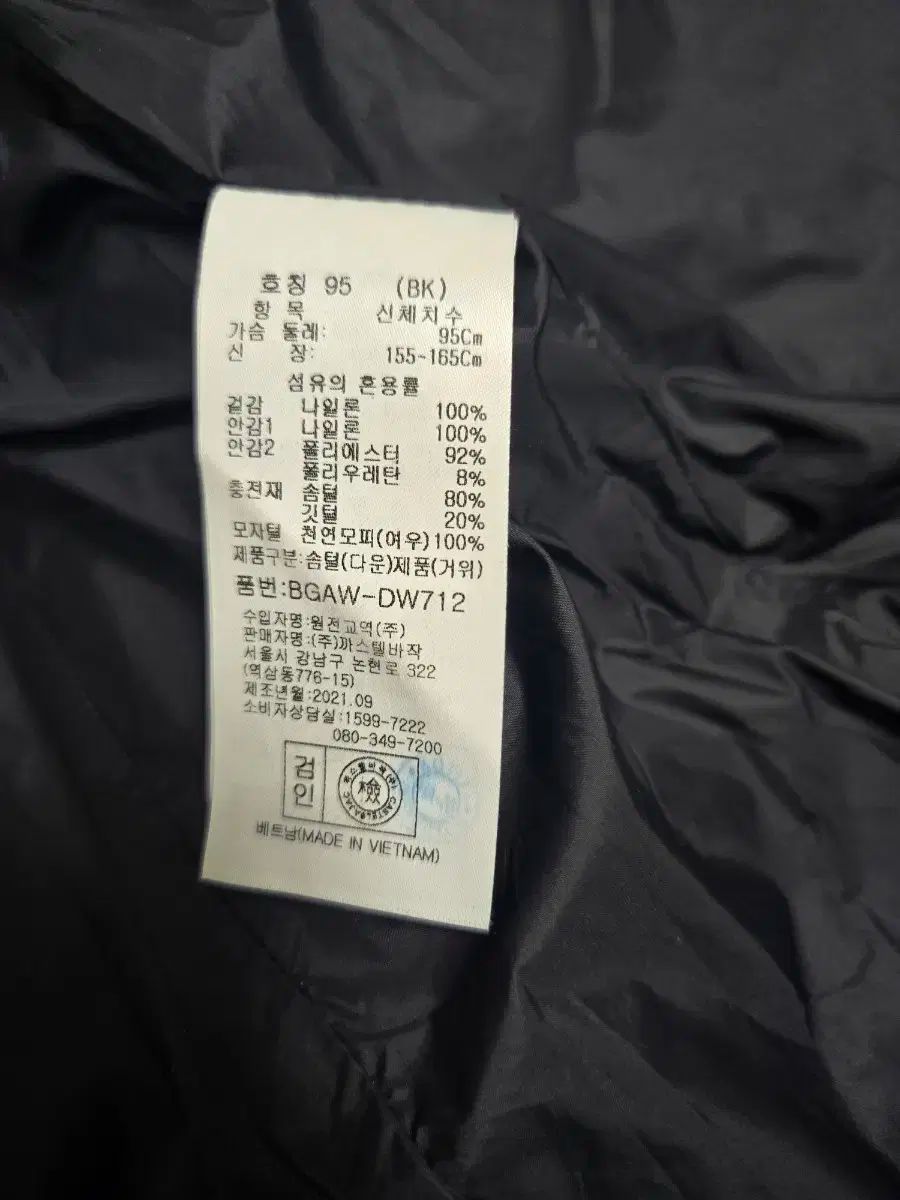 호칭 95 (BK)
항 목 신체치수
가슴 둘레: 95Cm
신 장: 155~165Cm
섬유의 혼용률
겉감 나일론 100%
안감1 나일론 100%
안감2 폴리에스터 92%
폴리우레탄 8%
충전재 솜털 80%
깃털 20%
모자털 천연모피(여우)100%
제품구분:솜털(다운)제품(거위)
품번:BGAW-DW712
수입자명:원전교역(주)
판매자명:(주)까스텔바작
서울시 강남구 논현로 322
(역삼동776-15)
제조년월:2021.09
소비자상담실:1599-7222
080-349-7200
검인
檢
CASTELBAJAC
베트남(MADE IN VIETNAM)